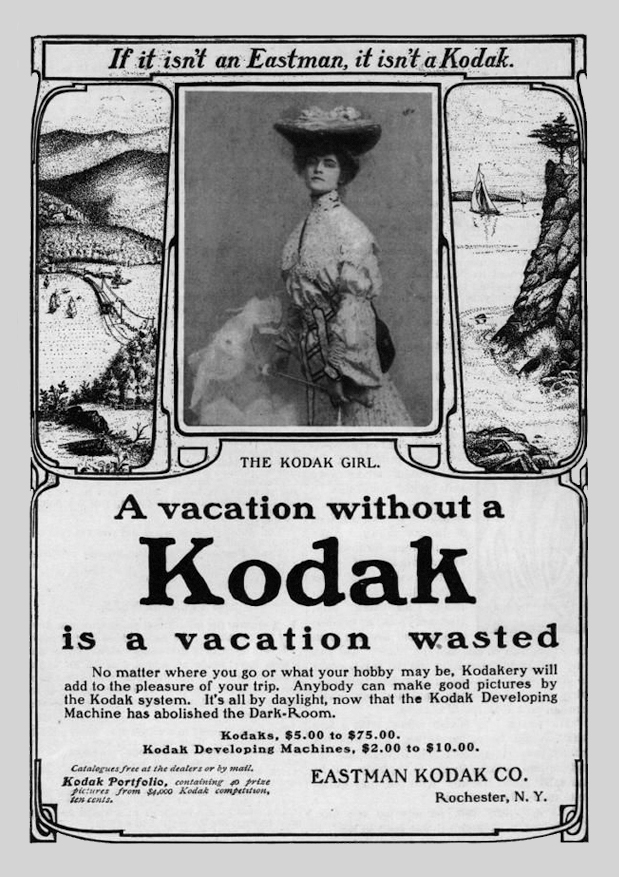 If it isn't an Eastman, it isn't a Kodak.
THE KODAK GIRL.
A vacation without a
Kodak
is a vacation wasted
No matter where you go or what your hobby may be, Kodakery will
add to the pleasure of your trip. Anybody can make good pictures by
the Kodak system. It's all by daylight, now that the Kodak Developing
Machine has abolished the Dark-Room.
Kodaks, $5.00 to $75.00.
Kodak Developing Machines, $2.00 to $10.00.
Catalogues free at the dealers or by mail.
Kodak Portfolio, containing 40 prize
pictures from $4,000 Kodak competition,
ten cents.
EASTMAN KODAK CO.
Rochester, N. Y.